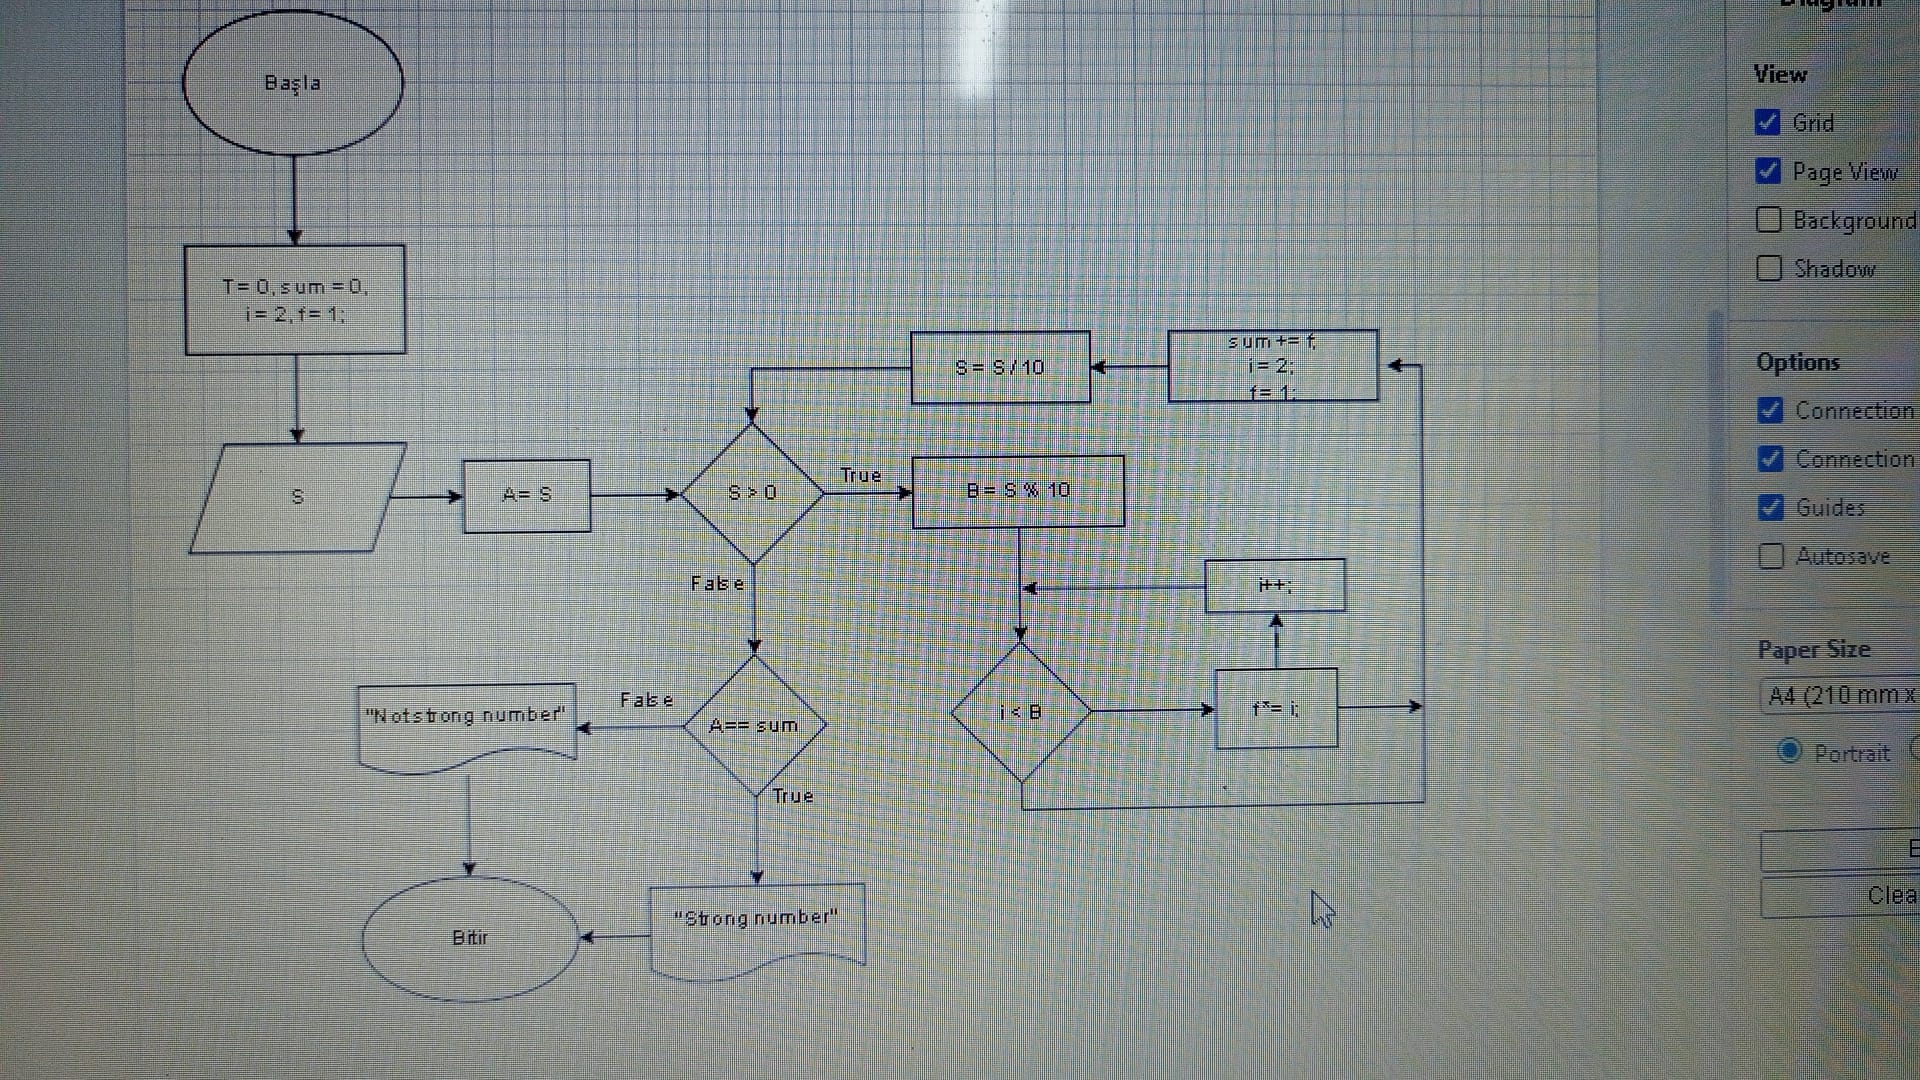 Başla
T= 0, sum = 0,
i= 2, f= 1;
S
A= S
S > 0
True
False
S= S / 10
sum += f;
i= 2;
f= 1;
B= S % 10
i++;
i < B
f*= i;
A== sum
False
True
"Notstrong number"
"Strong number"
Bitir
Diagram
View
Grid
Page View
Background
Shadow
Options
Connection
Connection
Guides
Autosave
Paper Size
A4 (210 mm x
Portrait
E
Clea